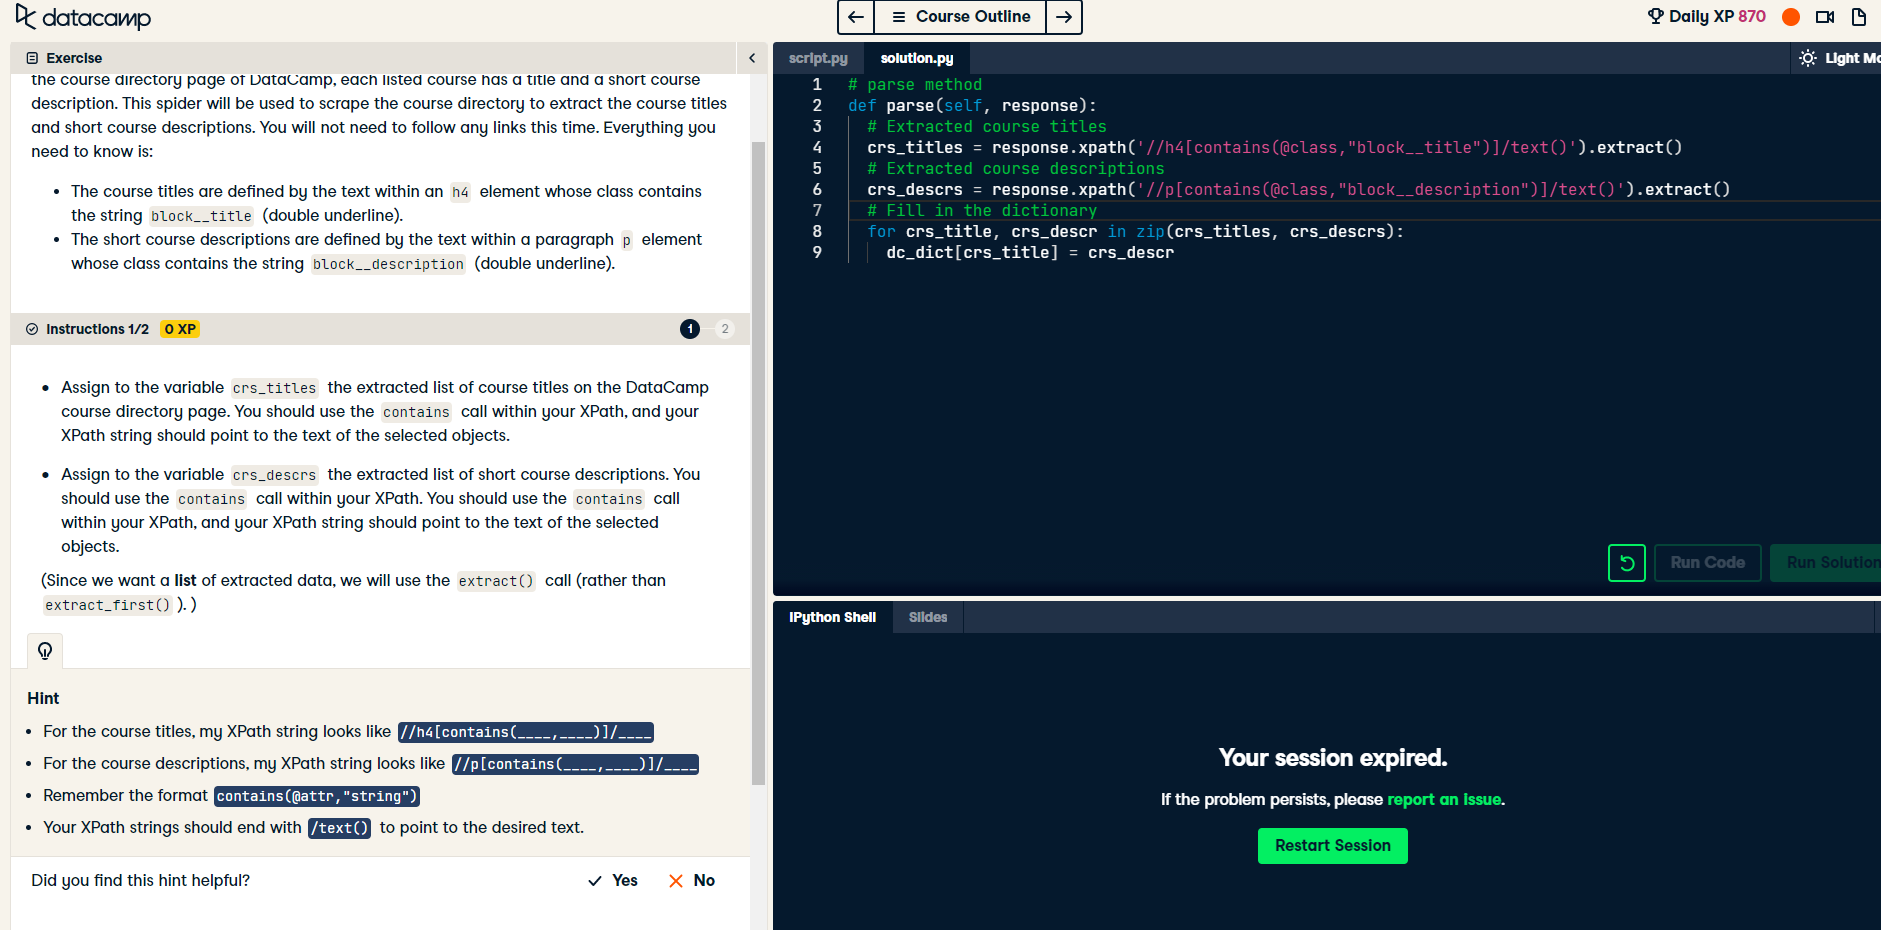 datacamp
Course Outline
Daily XP 870
Exercise
the course directory page of DataCamp, each listed course has a title and a short course
description. This spider will be used to scrape the course directory to extract the course titles
and short course descriptions. You will not need to follow any links this time. Everything you
need to know is:
• The course titles are defined by the text within an h4 element whose class contains
the string block__title (double underline).
• The short course descriptions are defined by the text within a paragraph p element
whose class contains the string block__description (double underline).
Instructions 1/2 0 XP
1 2
• Assign to the variable crs_titles the extracted list of course titles on the DataCamp
course directory page. You should use the contains call within your XPath, and your
XPath string should point to the text of the selected objects.
• Assign to the variable crs_descrs the extracted list of short course descriptions. You
should use the contains call within your XPath. You should use the contains call
within your XPath, and your XPath string should point to the text of the selected
objects.
(Since we want a list of extracted data, we will use the extract() call (rather than
extract_first() ). )
Hint
• For the course titles, my XPath string looks like //h4[contains(____,____)]/____
• For the course descriptions, my XPath string looks like //p[contains(____,____)]/____
• Remember the format contains(@attr,"string")
• Your XPath strings should end with /text() to point to the desired text.
Did you find this hint helpful? Yes No
script.py solution.py Light Mo
1 # parse method
2 def parse(self, response):
3 # Extracted course titles
4 crs_titles = response.xpath('//h4[contains(@class,"block__title")]/text()').extract()
5 # Extracted course descriptions
6 crs_descrs = response.xpath('//p[contains(@class,"block__description")]/text()').extract()
7 # Fill in the dictionary
8 for crs_title, crs_descr in zip(crs_titles, crs_descrs):
9 dc_dict[crs_title] = crs_descr
Run Code Run Solution
IPython Shell Slides
Your session expired.
If the problem persists, please report an issue.
Restart Session